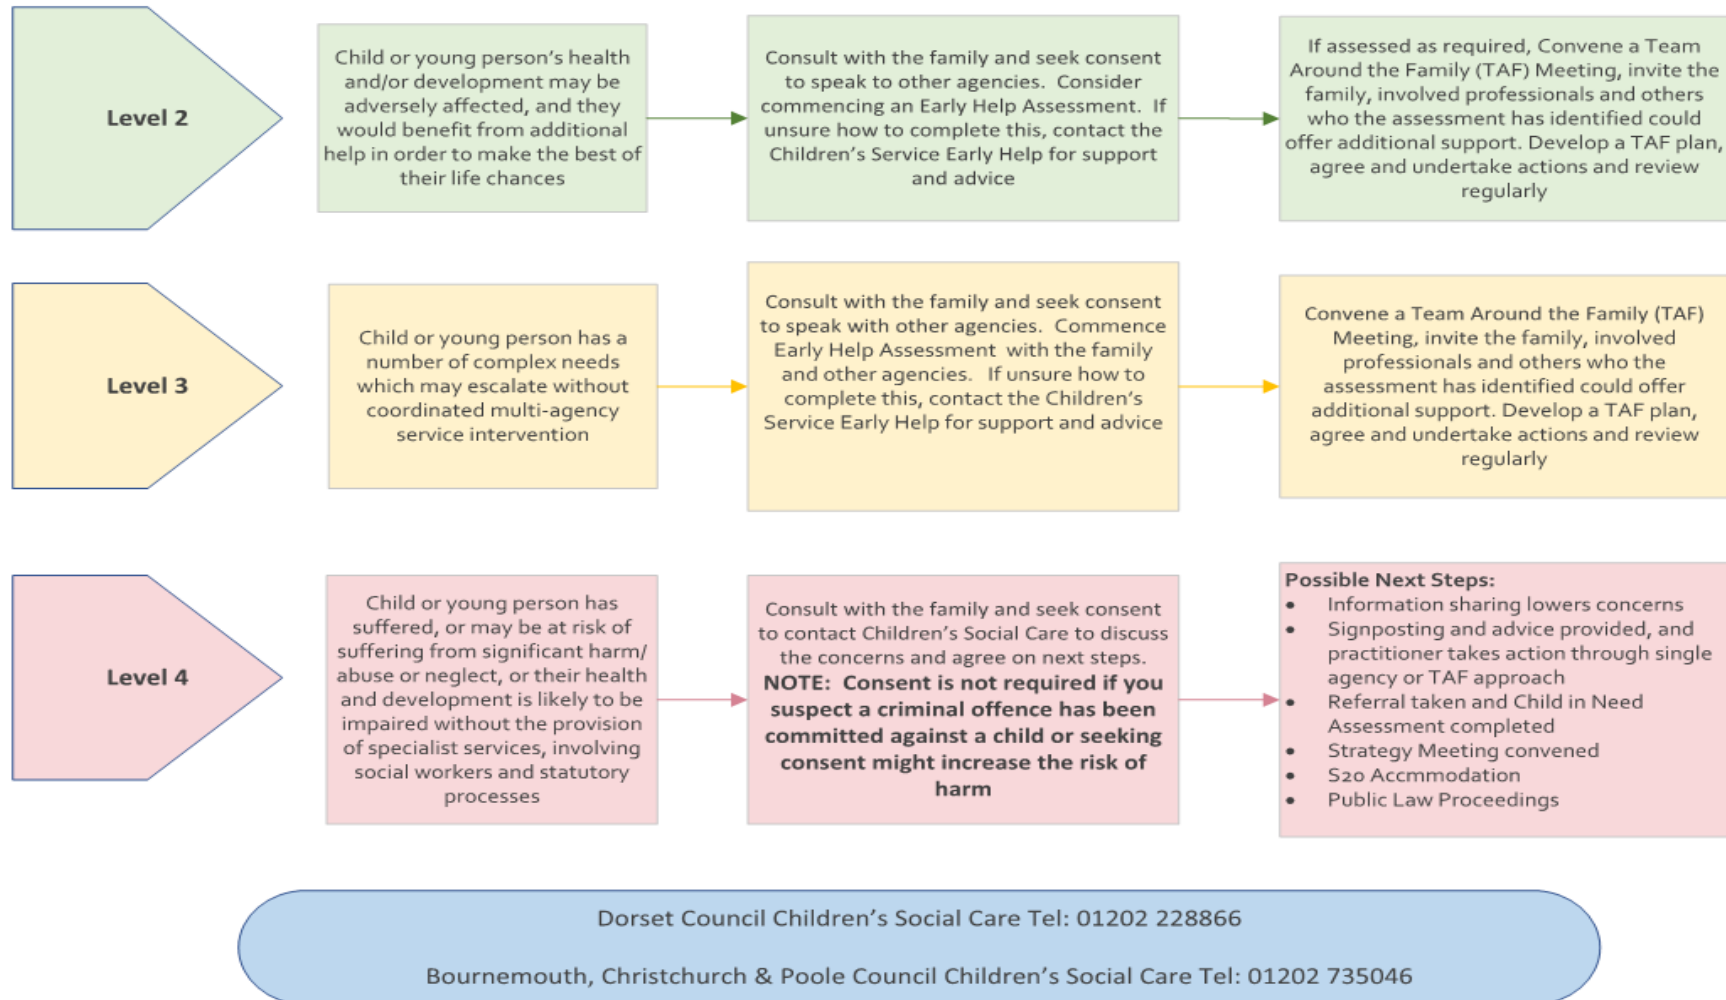 Level 2
Child or young person’s health
and/or development may be
adversely affected, and they
would benefit from additional
help in order to make the best of
their life chances
Consult with the family and seek consent
to speak to other agencies.  Consider
commencing an Early Help Assessment.  If
unsure how to complete this, contact the
Children’s Service Early Help for support
and advice
If assessed as required, Convene a Team
Around the Family (TAF) Meeting, invite the
family, involved professionals and others
who the assessment has identified could
offer additional support. Develop a TAF plan,
agree and undertake actions and review
regularly
Level 3
Child or young person has a
number of complex needs
which may escalate without
coordinated multi-agency
service intervention
Consult with the family and seek consent
to speak with other agencies.  Commence
Early Help Assessment  with the family
and other agencies.   If unsure how to
complete this, contact the Children’s
Service Early Help for support and advice
Convene a Team Around the Family (TAF)
Meeting, invite the family, involved
professionals and others who the
assessment has identified could offer
additional support. Develop a TAF plan,
agree and undertake actions and review
regularly
Level 4
Child or young person has
suffered, or may be at risk of
suffering from significant harm/
abuse or neglect, or their health
and development is likely to be
impaired without the provision
of specialist services, involving
social workers and statutory
processes
Consult with the family and seek consent
to contact Children’s Social Care to discuss
the concerns and agree on next steps.
NOTE:  Consent is not required if you
suspect a criminal offence has been
committed against a child or seeking
consent might increase the risk of
harm
Possible Next Steps:
• Information sharing lowers concerns
• Signposting and advice provided, and
practitioner takes action through single
agency or TAF approach
• Referral taken and Child in Need
Assessment completed
• Strategy Meeting convened
• S20 Accmmodation
• Public Law Proceedings
Dorset Council Children’s Social Care Tel: 01202 228866
Bournemouth, Christchurch & Poole Council Children’s Social Care Tel: 01202 735046